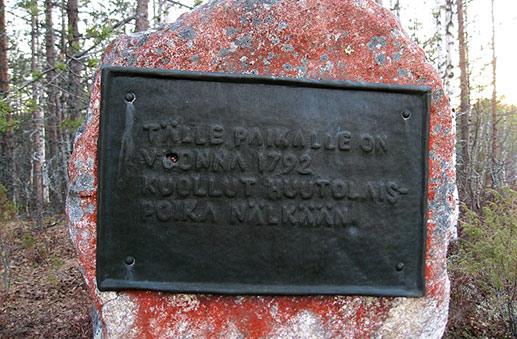 TÄLLE PAIKALLE ON
VUONNA 1792
KUOLLUT HUUTOLAIS-
POIKA NÄLKÄÄN.